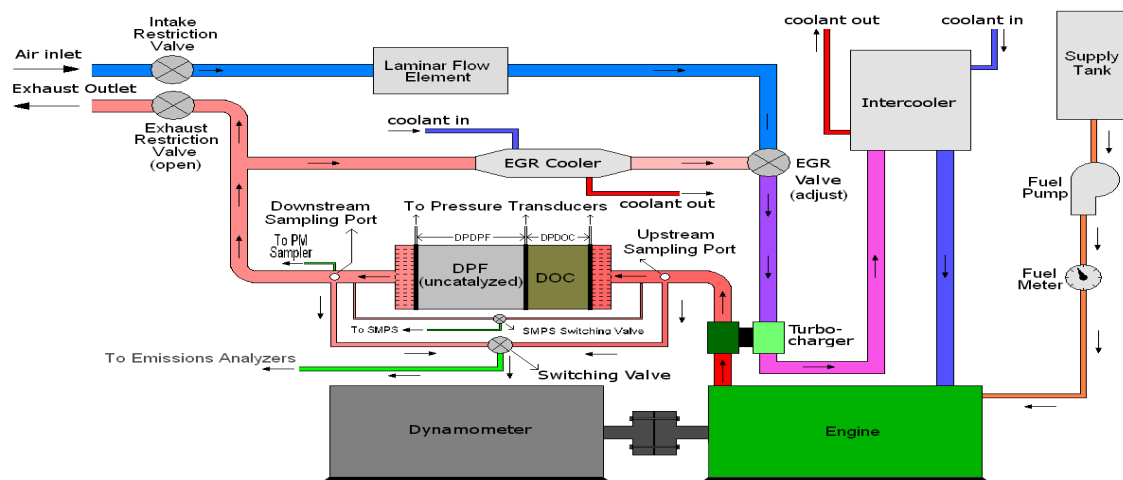 Intake
Restriction
Valve
Air inlet
Exhaust Outlet
Exhaust
Restriction
Valve
(open)
Laminar Flow
Element
coolant in
EGR Cooler
coolant out
EGR
Valve
(adjust)
coolant out
coolant in
Intercooler
Supply
Tank
Fuel
Pump
Fuel
Meter
Downstream
Sampling Port
To Pressure Transducers
DPDPF
DPDOC
Upstream
Sampling Port
To PM
Sampler
DPF
(uncatalyzed)
DOC
To SMPS
SMPS Switching Valve
Turbo-
charger
To Emissions Analyzers
Switching Valve
Dynamometer
Engine